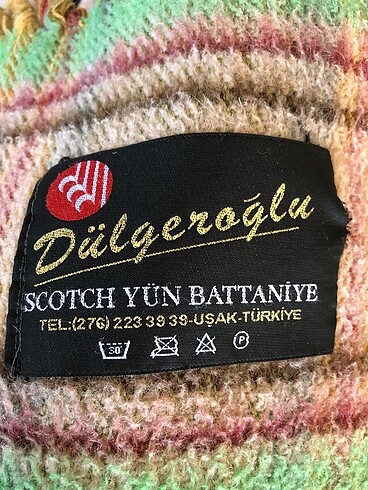 Dülgeroğlu
SCOTCH YÜN BATTANİYE
TEL:(276) 223 39 39-UŞAK-TÜRKİYE
30° P